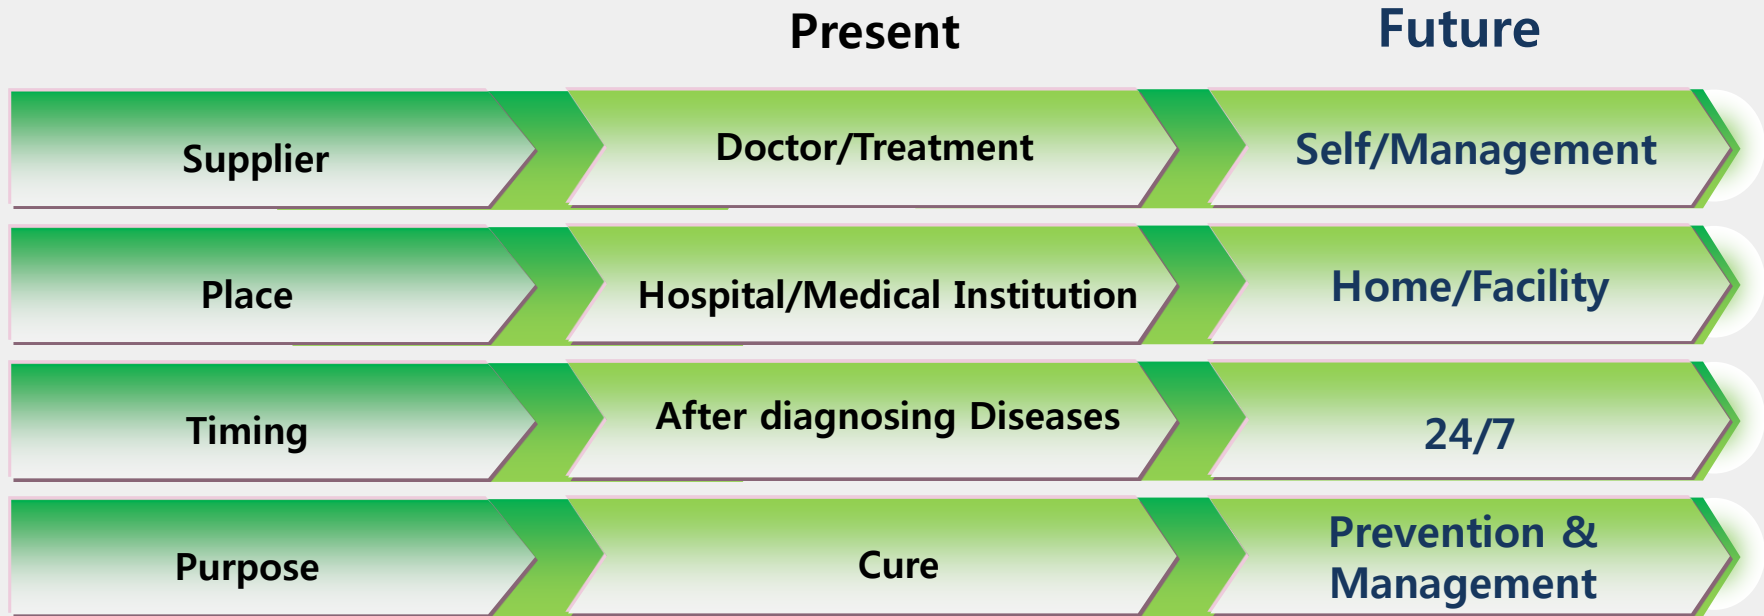 Present Future
Supplier Doctor/Treatment Self/Management
Place Hospital/Medical Institution Home/Facility
Timing After diagnosing Diseases 24/7
Purpose Cure Prevention &
Management